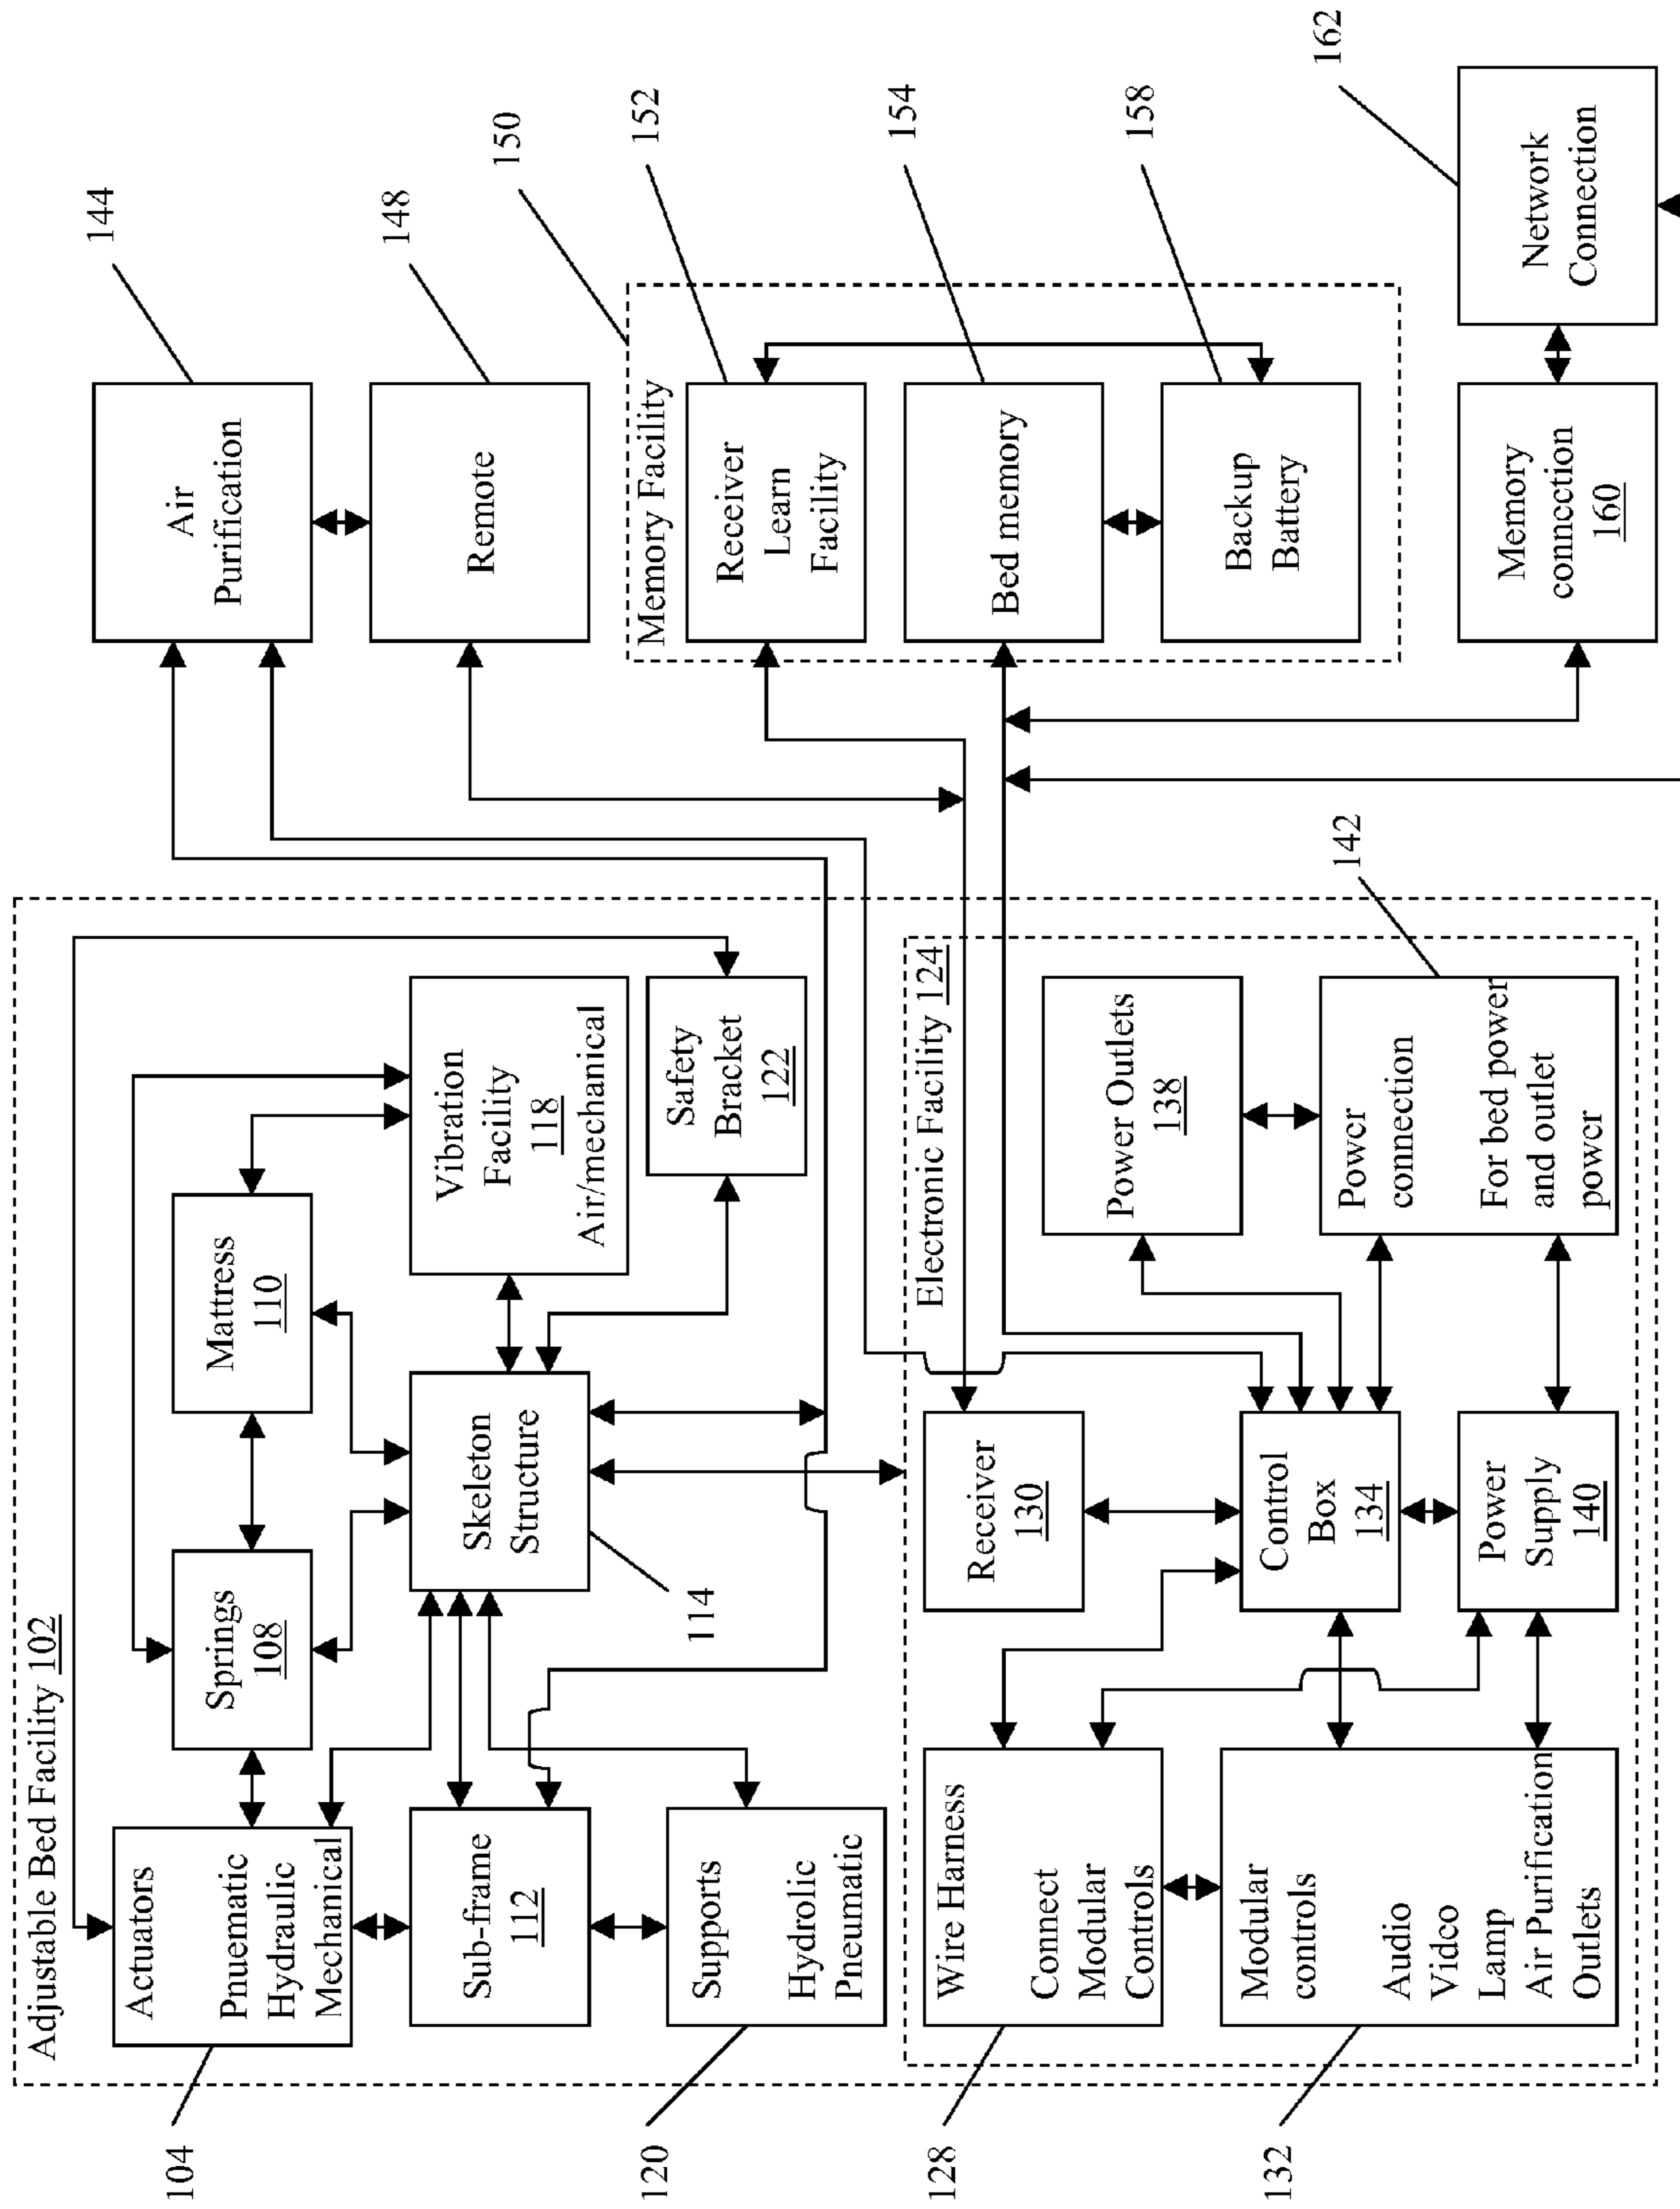 Adjustable Bed Facility 102
104
Actuators
Pnuematic
Hydraulic
Mechanical
Springs
108
Mattress
110
Sub-frame
112
Skeleton
Structure
114
Vibration
Facility
118
Air/mechanical
120
Supports
Hydrolic
Pneumatic
Safety
Bracket
122
Electronic Facility 124
128
Wire Harness
Connect
Modular
Controls
Receiver
130
132
Modular
controls
Audio
Video
Lamp
Air Purification
Outlets
Control
Box
134
Power Outlets
138
Power
Supply
140
142
Power
connection
For bed power
and outlet
power
144
Air
Purification
148
Remote
150
Memory Facility
152
Receiver
Learn
Facility
154
Bed memory
158
Backup
Battery
Memory
connection
160
162
Network
Connection